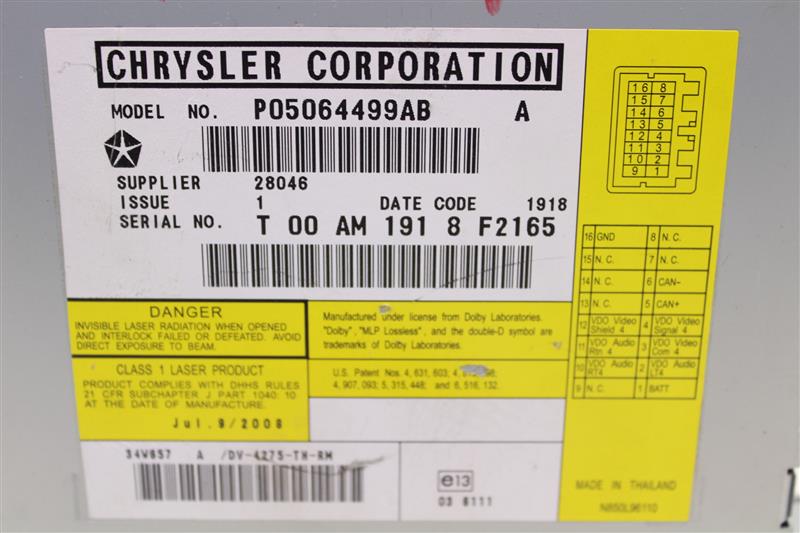 CHRYSLER CORPORATION
MODEL NO. P05064499AB A
SUPPLIER 28046
ISSUE 1 DATE CODE 1918
SERIAL NO. T 00 AM 191 8 F2165
DANGER
INVISIBLE LASER RADIATION WHEN OPENED
AND INTERLOCK FAILED OR DEFEATED. AVOID
DIRECT EXPOSURE TO BEAM.
CLASS 1 LASER PRODUCT
PRODUCT COMPLIES WITH DHHS RULES
21 CFR SUBCHAPTER J PART 1040: 10
AT THE DATE OF MANUFACTURE.
Jul. 9/2008
Manufactured under license from Dolby Laboratories.
"Dolby", "MLP Lossless", and the double-D symbol are
trademarks of Dolby Laboratories.
U.S. Patent Nos. 4, 631, 603; 4,
4, 907, 093; 5, 315, 448; and 6, 516, 132.
34W657 A /DV-4275-TH-RM
e13
03 6111
16 8
15 7
14 6
13 5
12 4
11 3
10 2
9 1
16 GND 8 N.C.
15 N.C. 7 N.C.
14 N.C. 6 CAN-
13 N.C. 5 CAN+
12 VDO Video Shield 4 4 VDO Video Signal 4
11 VDO Audio Rtn. 4 3 VDO Video Com 4
10 VDO Audio RT4 2 VDO Audio LT4
9 N.C. 1 BATT
MADE IN THAILAND
N850L96110